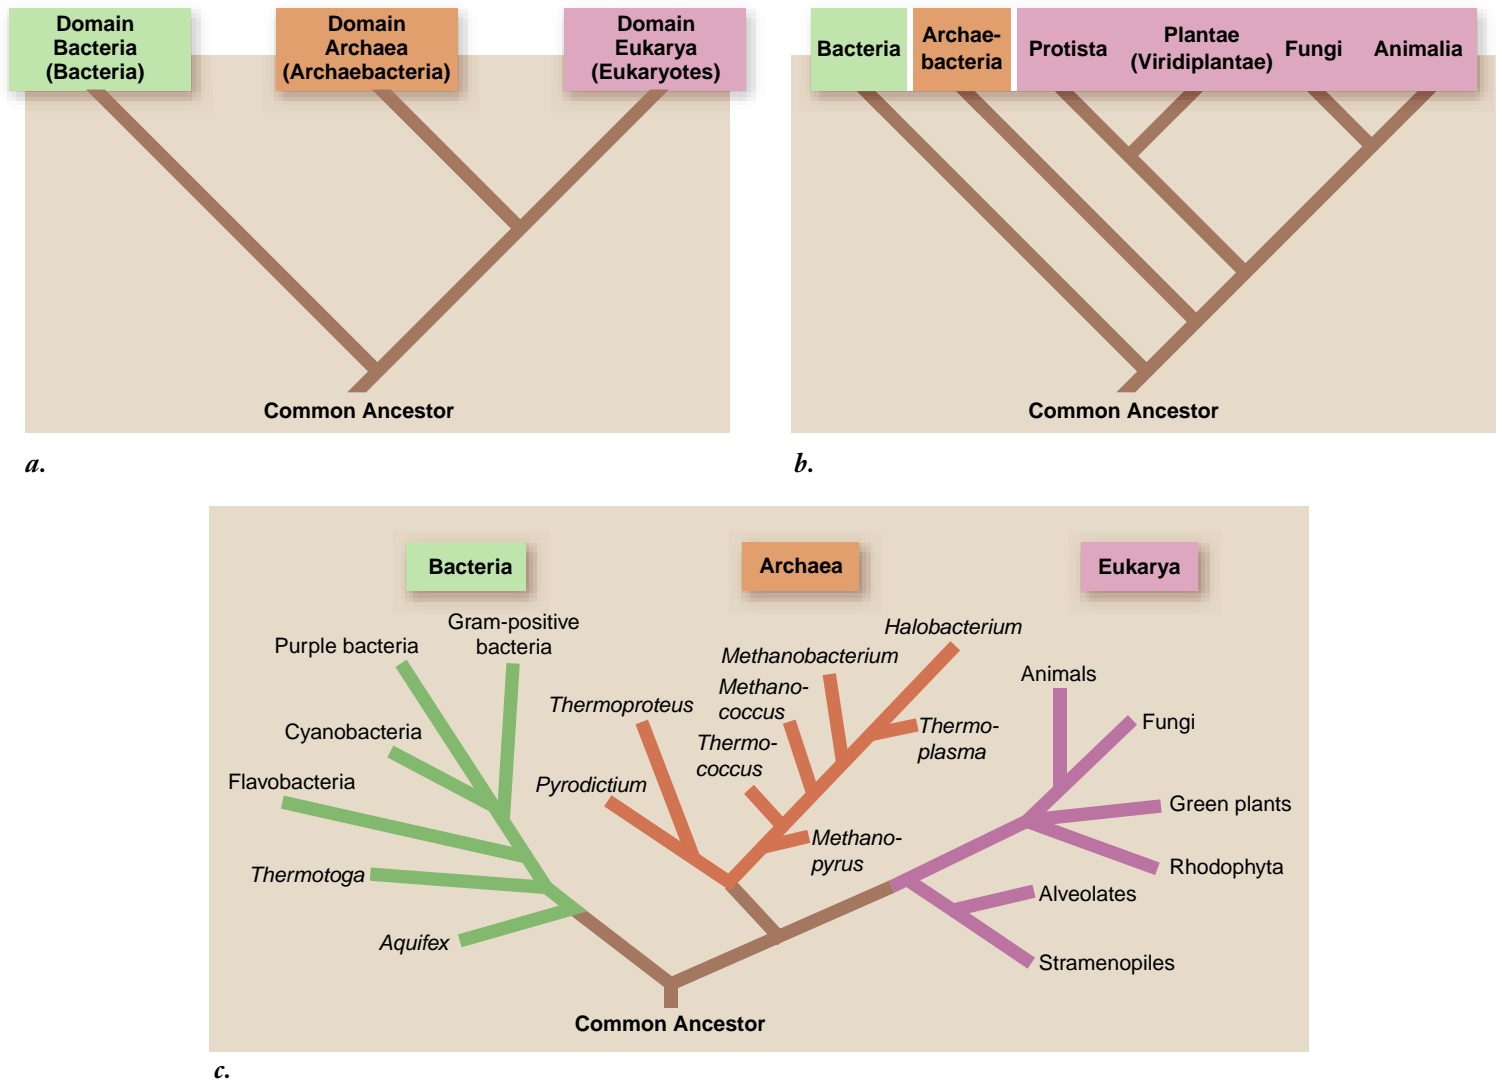 Domain
Bacteria
(Bacteria)
Domain
Archaea
(Archaebacteria)
Domain
Eukarya
(Eukaryotes)
Common Ancestor
a.
Bacteria
Archae-
bacteria
Protista
Plantae
(Viridiplantae)
Fungi
Animalia
Common Ancestor
b.
Bacteria
Archaea
Eukarya
Purple bacteria
Gram-positive
bacteria
Cyanobacteria
Flavobacteria
Thermotoga
Aquifex
Thermoproteus
Pyrodictium
Halobacterium
Methanobacterium
Methano-
coccus
Thermo-
coccus
Thermo-
plasma
Methano-
pyrus
Animals
Fungi
Green plants
Rhodophyta
Alveolates
Stramenopiles
Common Ancestor
c.